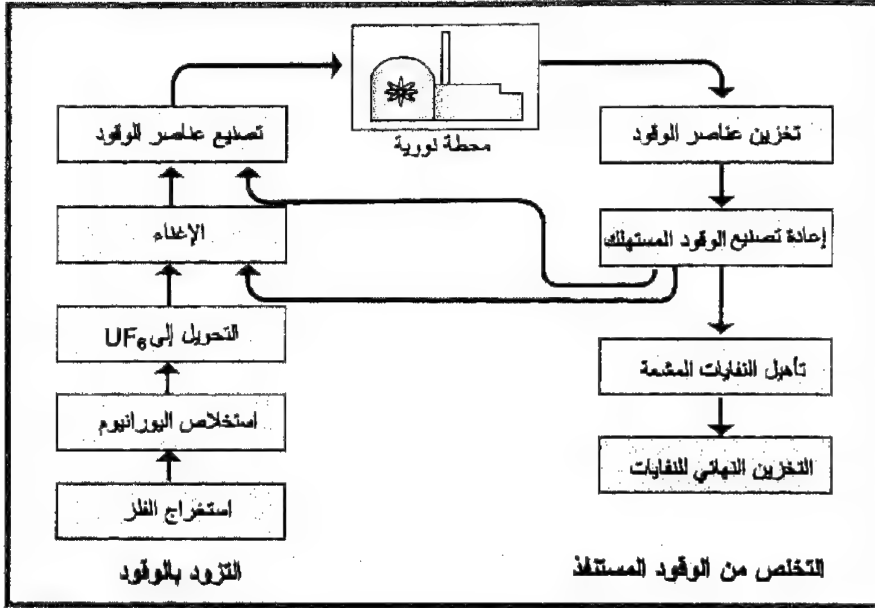 محطة نووية
تصنيع عناصر الوقود
الإغناء
التحويل إلى UF6
استخلاص اليورانيوم
استخراج الفلز
التزود بالوقود
تخزين عناصر الوقود
إعادة تصنيع الوقود المستهلك
تأهيل النفايات المشعة
التخزين النهائي للنفايات
التخلص من الوقود المستنفذ